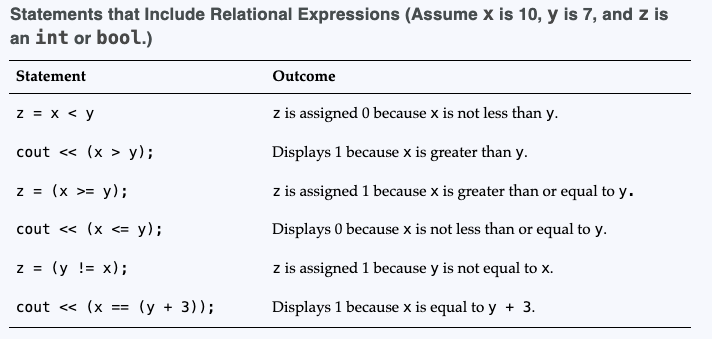 Statements that Include Relational Expressions (Assume x is 10, y is 7, and z is
an int or bool.)
Statement Outcome
z = x < y z is assigned 0 because x is not less than y.
cout << (x > y); Displays 1 because x is greater than y.
z = (x >= y); z is assigned 1 because x is greater than or equal to y.
cout << (x <= y); Displays 0 because x is not less than or equal to y.
z = (y != x); z is assigned 1 because y is not equal to x.
cout << (x == (y + 3)); Displays 1 because x is equal to y + 3.